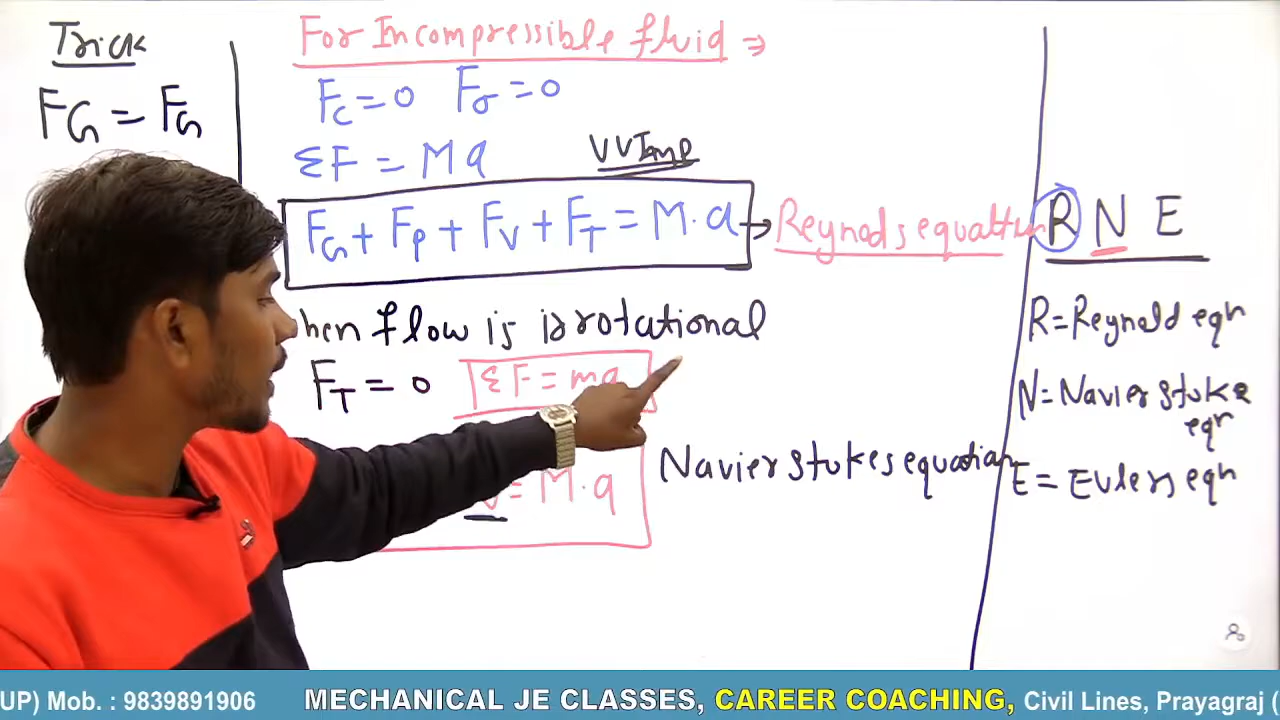 Trick
FG = FG
For Incompressible fluid ⇒
Fc = 0 Fσ = 0
ΣF = Ma
VVImp
FG + FP + FV + FT = M·a → Reynods equation
hen flow is irrotational
FT = 0 ΣF = ma
= M·a
Navier stokes equation
R N E
R = Reynold eqn
N = Navier stoke eqn
E = Eulers eqn
UP) Mob. : 9839891906 MECHANICAL JE CLASSES, CAREER COACHING, Civil Lines, Prayagraj (